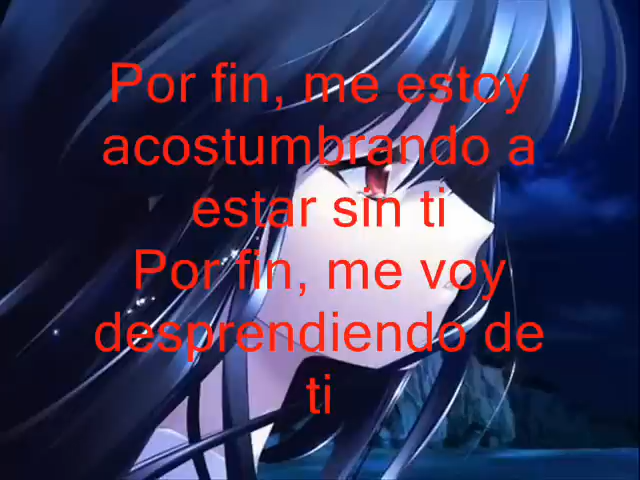 Por fin, me estoy
acostumbrando a
estar sin ti
Por fin, me voy
desprendiendo de
ti